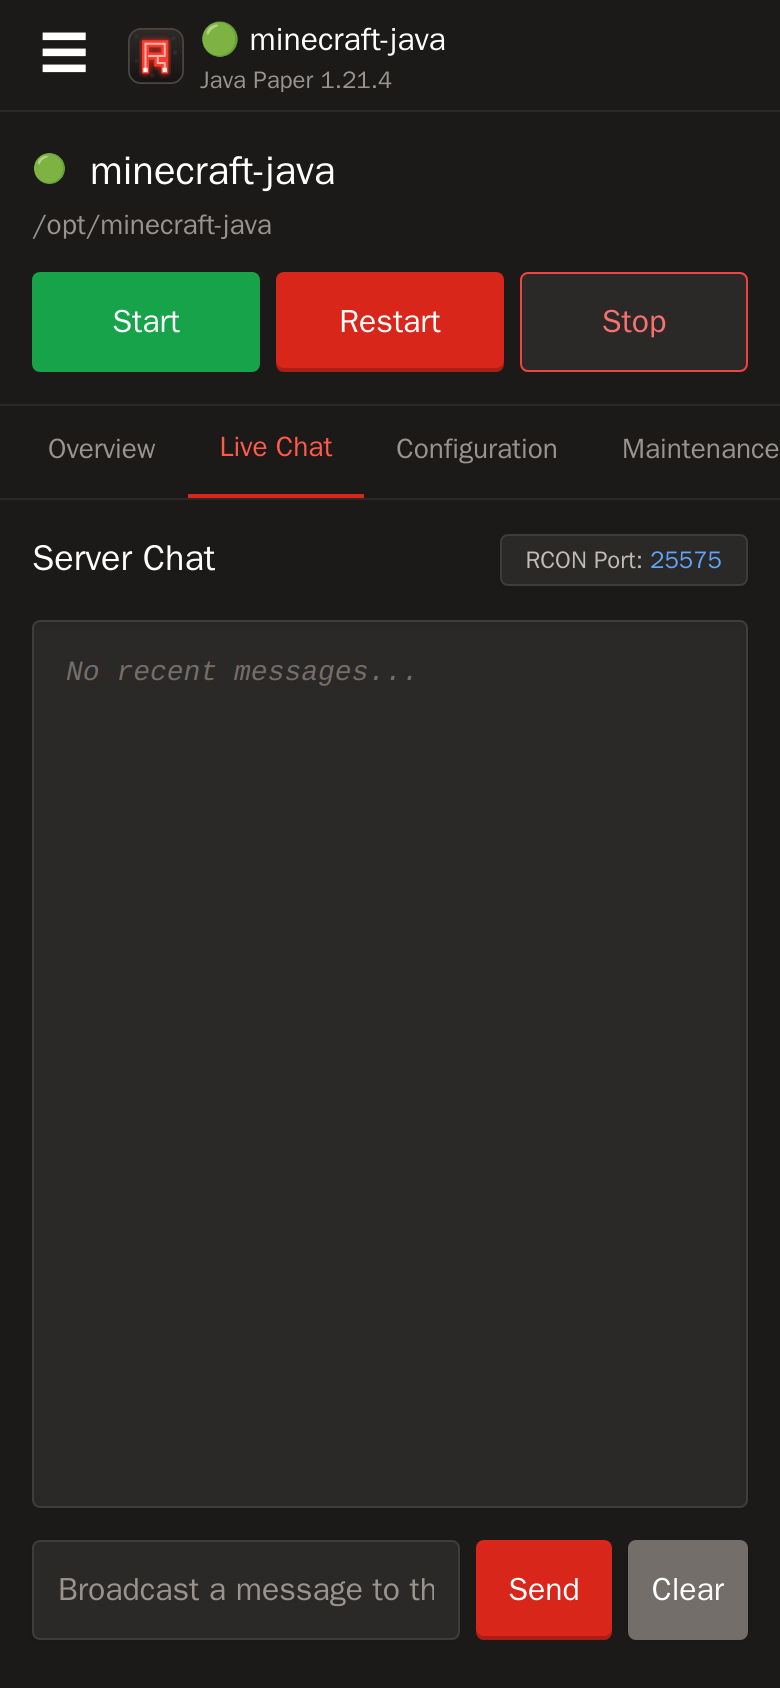 minecraft-java
Java Paper 1.21.4
minecraft-java
/opt/minecraft-java
Start Restart Stop
Overview Live Chat Configuration Maintenance
Server Chat RCON Port: 25575
No recent messages...
Broadcast a message to th Send Clear